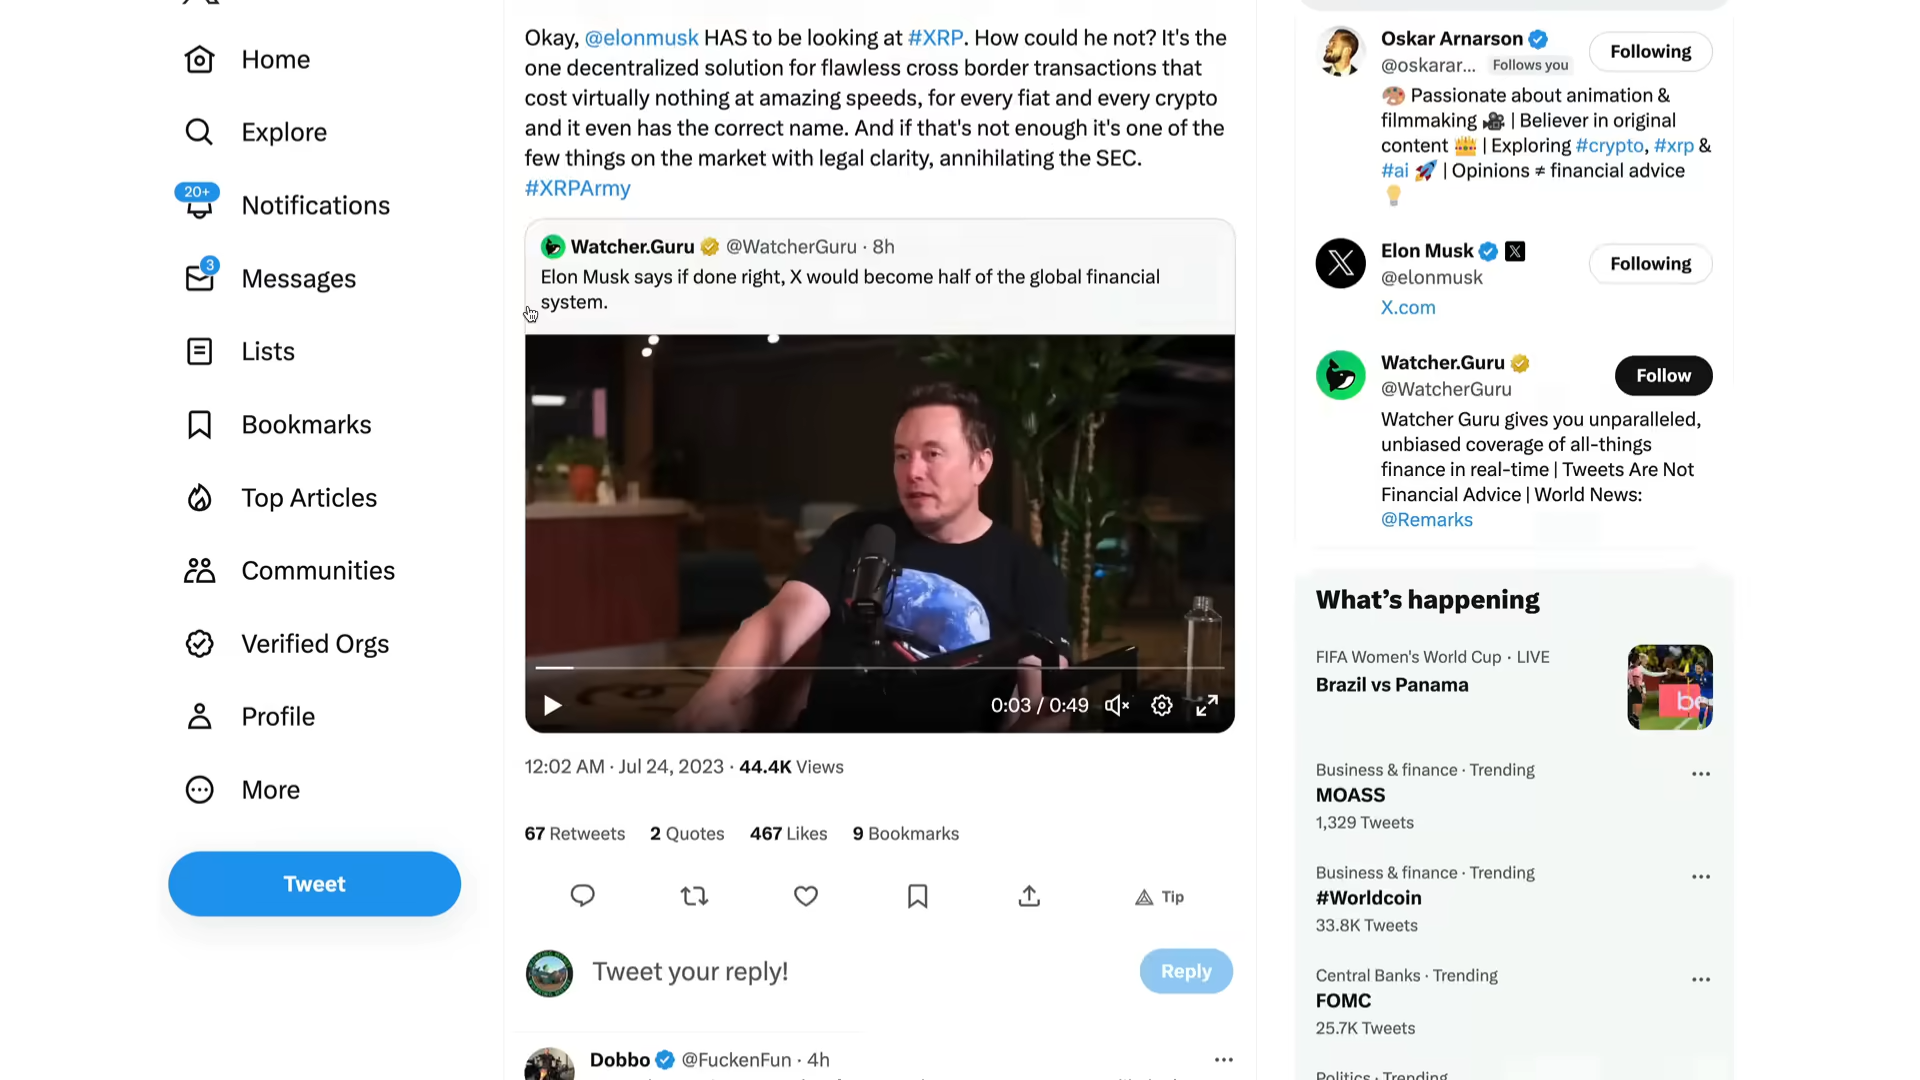 Home
Explore
20+
Notifications
3
Messages
Lists
Bookmarks
Top Articles
Communities
Verified Orgs
Profile
More
Tweet
Okay, @elonmusk HAS to be looking at #XRP. How could he not? It's the
one decentralized solution for flawless cross border transactions that
cost virtually nothing at amazing speeds, for every fiat and every crypto
and it even has the correct name. And if that's not enough it's one of the
few things on the market with legal clarity, annihilating the SEC.
#XRPArmy
Watcher.Guru @WatcherGuru · 8h
Elon Musk says if done right, X would become half of the global financial
system.
0:03 / 0:49
12:02 AM · Jul 24, 2023 · 44.4K Views
67 Retweets 2 Quotes 467 Likes 9 Bookmarks
Tip
Tweet your reply!
Reply
Dobbo @FuckenFun · 4h
Oskar Arnarson
@oskarar... Follows you
Following
🎨 Passionate about animation &
filmmaking 🎥 | Believer in original
content 👑 | Exploring #crypto, #xrp &
#ai 🚀 | Opinions ≠ financial advice
💡
Elon Musk
@elonmusk
Following
X.com
Watcher.Guru
@WatcherGuru
Follow
Watcher Guru gives you unparalleled,
unbiased coverage of all-things
finance in real-time | Tweets Are Not
Financial Advice | World News:
@Remarks
What's happening
FIFA Women's World Cup · LIVE
Brazil vs Panama
Business & finance · Trending
MOASS
1,329 Tweets
Business & finance · Trending
#Worldcoin
33.8K Tweets
Central Banks · Trending
FOMC
25.7K Tweets
Politics · Trending